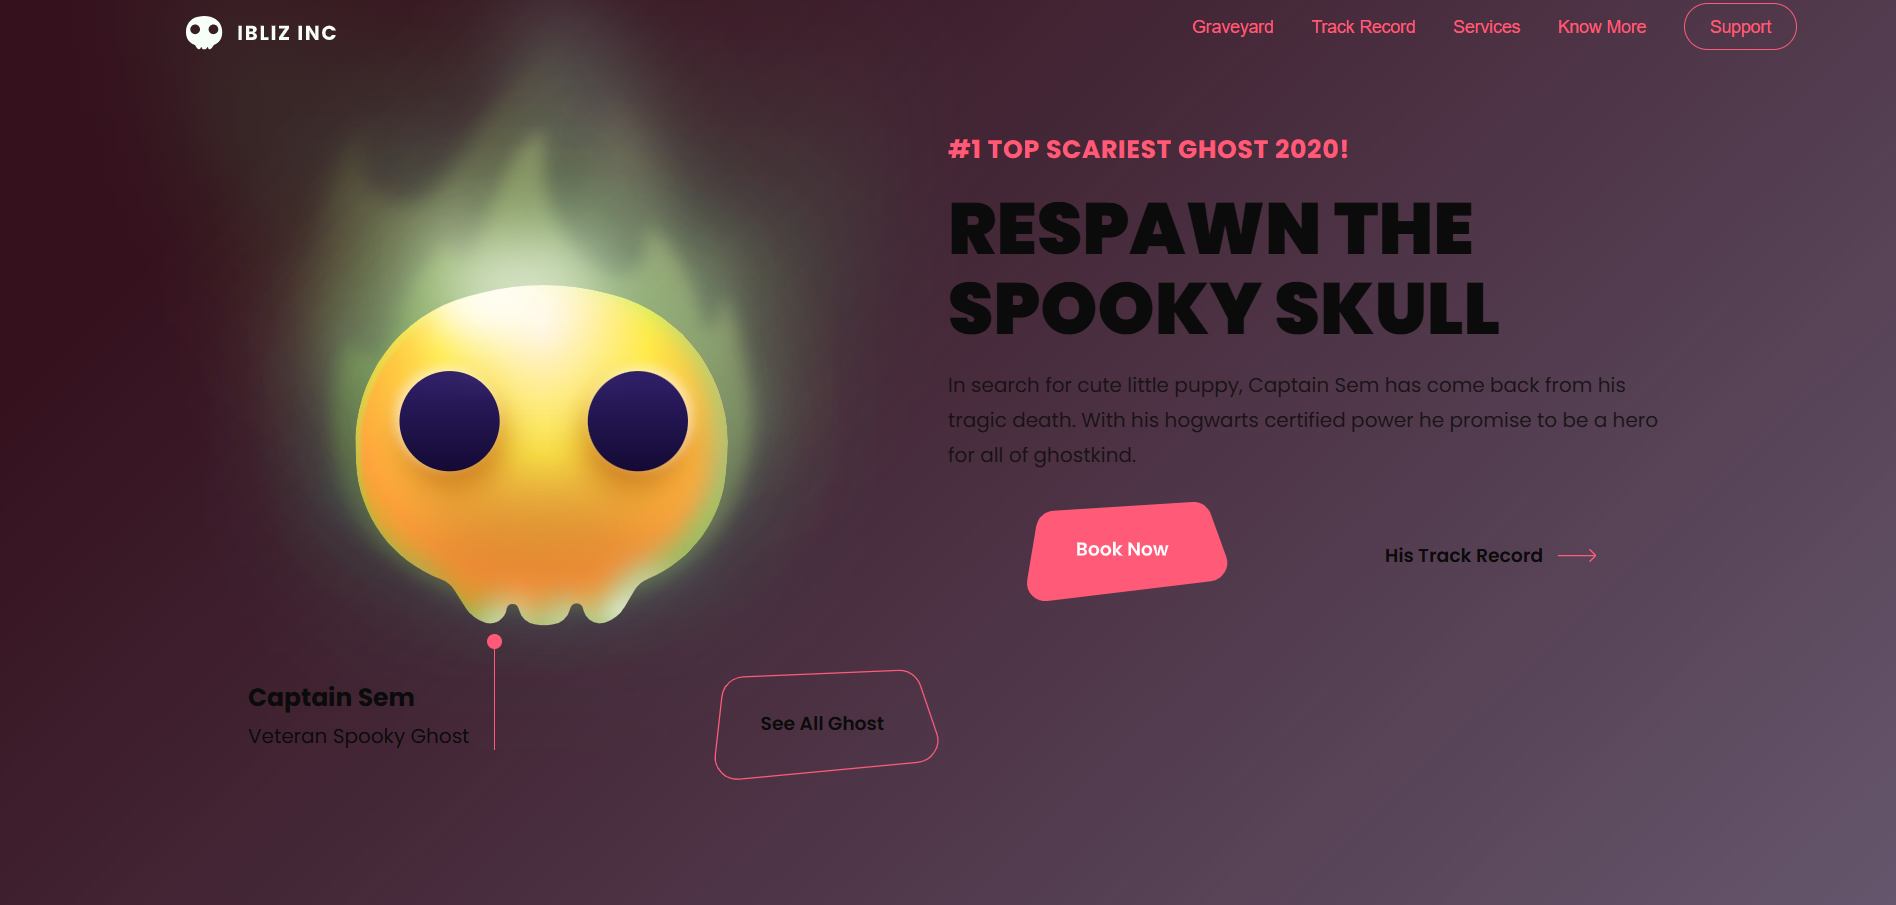 IBLIZ INC
Graveyard
Track Record
Services
Know More
Support
#1 TOP SCARIEST GHOST 2020!
RESPAWN THE
SPOOKY SKULL
In search for cute little puppy, Captain Sem has come back from his
tragic death. With his hogwarts certified power he promise to be a hero
for all of ghostkind.
Book Now
His Track Record
Captain Sem
Veteran Spooky Ghost
See All Ghost